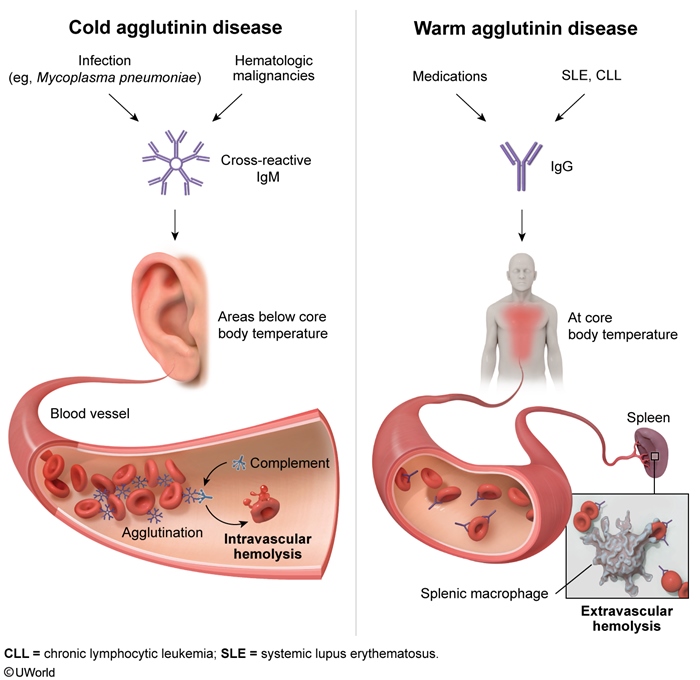 Cold agglutinin disease
Infection
(eg, Mycoplasma pneumoniae)
Hematologic
malignancies
Cross-reactive
IgM
Areas below core
body temperature
Blood vessel
Complement
Agglutination
Intravascular
hemolysis
Warm agglutinin disease
Medications
SLE, CLL
IgG
At core
body temperature
Spleen
Splenic macrophage
Extravascular
hemolysis
CLL = chronic lymphocytic leukemia; SLE = systemic lupus erythematosus.
©UWorld